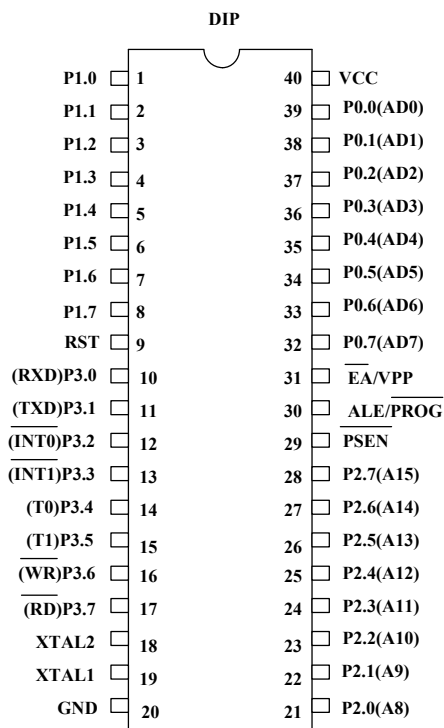 DIP
P1.0 1 40 VCC
P1.1 2 39 P0.0(AD0)
P1.2 3 38 P0.1(AD1)
P1.3 4 37 P0.2(AD2)
P1.4 5 36 P0.3(AD3)
P1.5 6 35 P0.4(AD4)
P1.6 7 34 P0.5(AD5)
P1.7 8 33 P0.6(AD6)
RST 9 32 P0.7(AD7)
(RXD)P3.0 10 31 EA/VPP
(TXD)P3.1 11 30 ALE/PROG
(INT0)P3.2 12 29 PSEN
(INT1)P3.3 13 28 P2.7(A15)
(T0)P3.4 14 27 P2.6(A14)
(T1)P3.5 15 26 P2.5(A13)
(WR)P3.6 16 25 P2.4(A12)
(RD)P3.7 17 24 P2.3(A11)
XTAL2 18 23 P2.2(A10)
XTAL1 19 22 P2.1(A9)
GND 20 21 P2.0(A8)